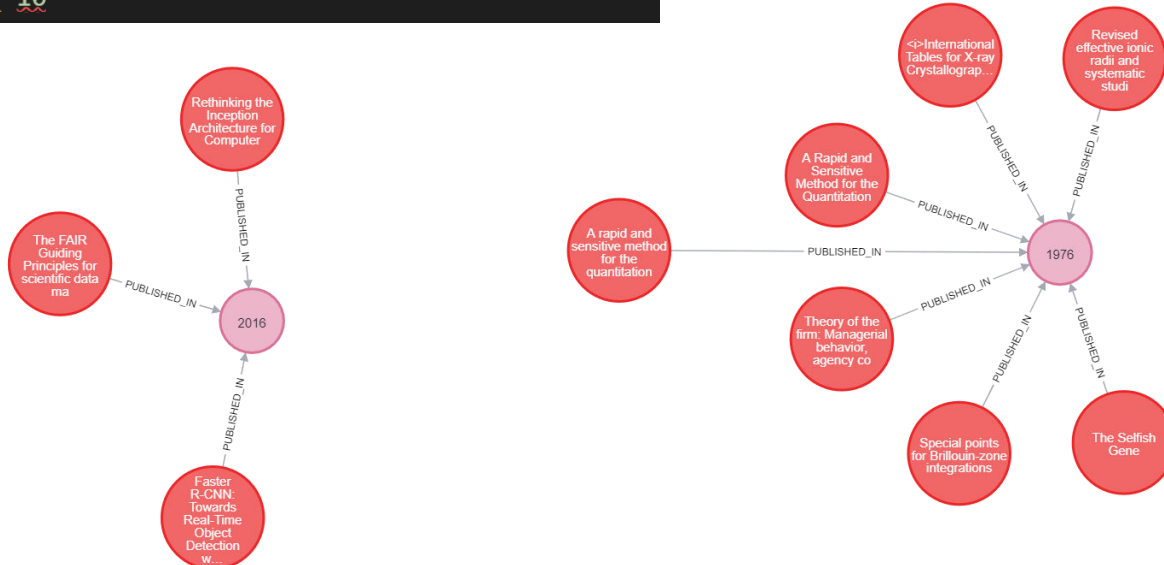 10
Rethinking the
Inception
Architecture for
Computer
PUBLISHED_IN
The FAIR
Guiding
Principles for
scientific data
ma
PUBLISHED_IN
2016
PUBLISHED_IN
Faster
R-CNN:
Towards
Real-Time
Object
Detection
w...
<i>International
Tables for X-ray
Crystallograp...
Revised
effective ionic
radii and
systematic
studi
PUBLISHED_IN
PUBLISHED_IN
A Rapid and
Sensitive
Method for the
Quantitation
PUBLISHED_IN
A rapid and
sensitive method
for the
quantitation
PUBLISHED_IN
1976
Theory of the
firm: Managerial
behavior,
agency co
PUBLISHED_IN
PUBLISHED_IN
PUBLISHED_IN
Special points
for Brillouin-zone
integrations
The Selfish
Gene